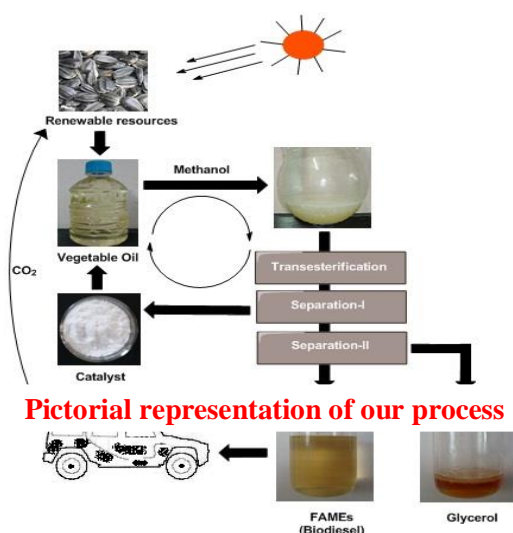 Renewable resources
Methanol
Vegetable Oil
CO₂
Transesterification
Separation-I
Separation-II
Catalyst
Pictorial representation of our process
FAMEs
(Biodiesel)
Glycerol